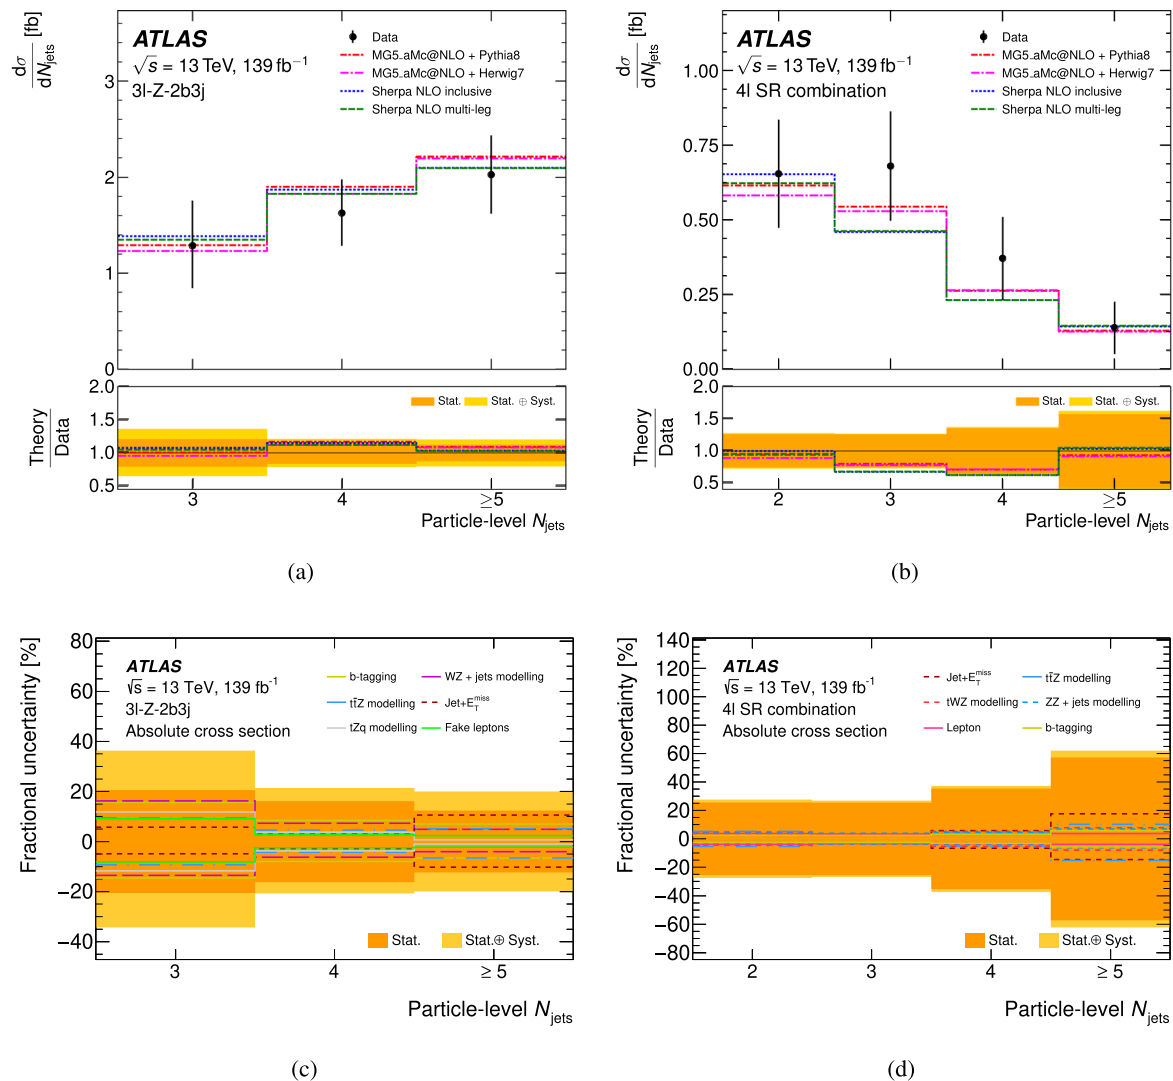 dσ
dN_jets [fb]
ATLAS
√s = 13 TeV, 139 fb⁻¹
3l-Z-2b3j
Data
MG5_aMc@NLO + Pythia8
MG5_aMc@NLO + Herwig7
Sherpa NLO inclusive
Sherpa NLO multi-leg
3
2
1
0
Theory
Data
2.0
1.5
1.0
0.5
Stat. Stat. ⊕ Syst.
3 4 ≥5
Particle-level N_jets
(a)
dσ
dN_jets [fb]
ATLAS
√s = 13 TeV, 139 fb⁻¹
4l SR combination
Data
MG5_aMc@NLO + Pythia8
MG5_aMc@NLO + Herwig7
Sherpa NLO inclusive
Sherpa NLO multi-leg
1.00
0.75
0.50
0.25
0.00
Theory
Data
2.0
1.5
1.0
0.5
Stat. Stat. ⊕ Syst.
2 3 4 ≥5
Particle-level N_jets
(b)
Fractional uncertainty [%]
80
60
40
20
0
−20
−40
ATLAS
√s = 13 TeV, 139 fb⁻¹
3l-Z-2b3j
Absolute cross section
b-tagging WZ + jets modelling
tt̄Z modelling Jet+E_T^miss
tZq modelling Fake leptons
Stat. Stat.⊕ Syst.
3 4 ≥ 5
Particle-level N_jets
(c)
Fractional uncertainty [%]
140
120
100
80
60
40
20
0
−20
−40
−60
−80
ATLAS
√s = 13 TeV, 139 fb⁻¹
4l SR combination
Absolute cross section
Jet+E_T^miss tt̄Z modelling
tWZ modelling ZZ + jets modelling
Lepton b-tagging
Stat. Stat.⊕ Syst.
2 3 4 ≥ 5
Particle-level N_jets
(d)